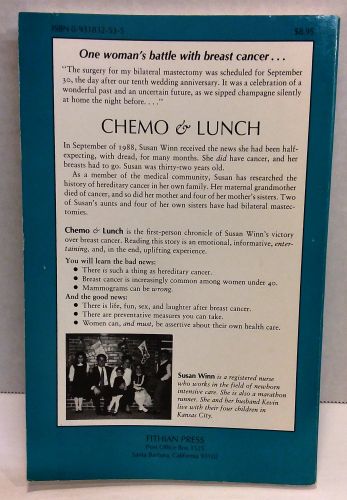 ISBN 0-931832-53-5
$8.95
One woman's battle with breast cancer . . .
"The surgery for my bilateral mastectomy was scheduled for September
30, the day after our tenth wedding anniversary. It was a celebration of a
wonderful past and an uncertain future, as we sipped champagne silently
at home the night before. . . ."
CHEMO & LUNCH
In September of 1988, Susan Winn received the news she had been half-
expecting, with dread, for many months. She did have cancer, and her
breasts had to go. Susan was thirty-two years old.
As a member of the medical community, Susan has researched the
history of hereditary cancer in her own family. Her maternal grandmother
died of cancer, and so did her mother and four of her mother's sisters. Two
of Susan's aunts and four of her own sisters have had bilateral mastec-
tomies.
Chemo & Lunch is the first-person chronicle of Susan Winn's victory
over breast cancer. Reading this story is an emotional, informative, enter-
taining, and, in the end, uplifting experience.
You will learn the bad news:
• There is such a thing as hereditary cancer.
• Breast cancer is increasingly common among women under 40.
• Mammograms can be wrong.
And the good news:
• There is life, fun, sex, and laughter after breast cancer.
• There are preventative measures you can take.
• Women can, and must, be assertive about their own health care.
Susan Winn is a registered nurse
who works in the field of newborn
intensive care. She is also a marathon
runner. She and her husband Kevin
live with their four children in
Kansas City.
FITHIAN PRESS
Post Office Box 1525
Santa Barbara, California 93102